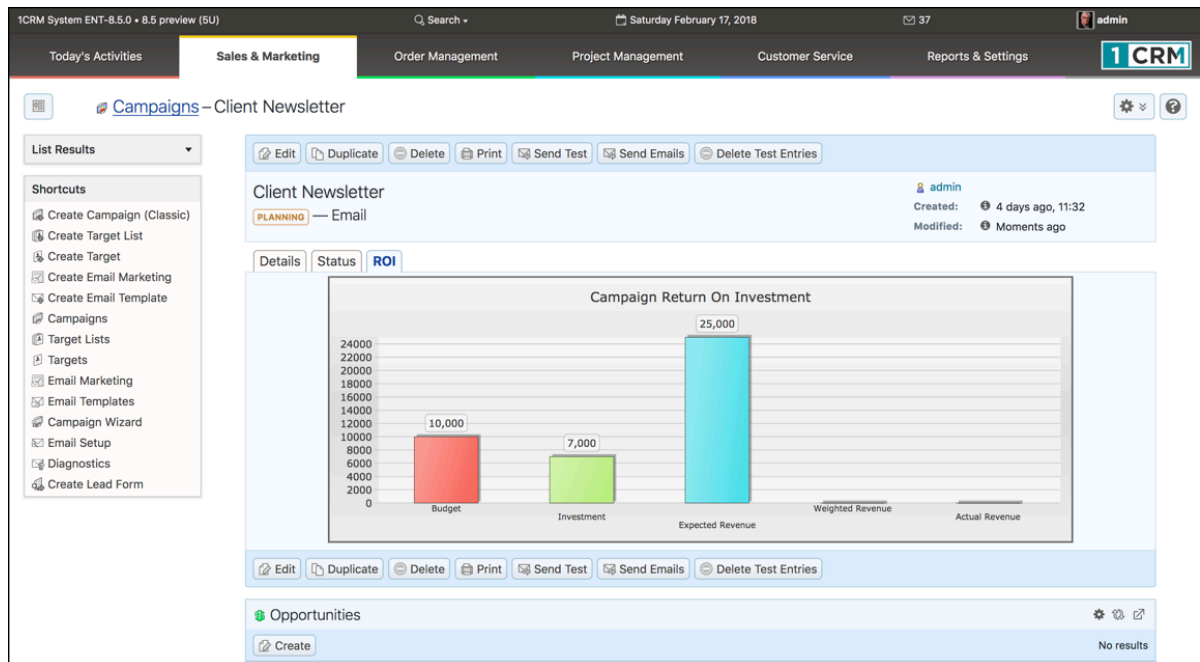 1CRM System ENT-8.5.0 • 8.5 preview (5U) Search Saturday February 17, 2018 37 admin
Today's Activities Sales & Marketing Order Management Project Management Customer Service Reports & Settings 1 CRM
Campaigns – Client Newsletter
List Results
Shortcuts
Create Campaign (Classic)
Create Target List
Create Target
Create Email Marketing
Create Email Template
Campaigns
Target Lists
Targets
Email Marketing
Email Templates
Campaign Wizard
Email Setup
Diagnostics
Create Lead Form
Edit Duplicate Delete Print Send Test Send Emails Delete Test Entries
Client Newsletter
PLANNING — Email
admin
Created: 4 days ago, 11:32
Modified: Moments ago
Details Status ROI
Campaign Return On Investment
25,000
24000
22000
20000
18000
16000
14000
12000
10000
8000
6000
4000
2000
0
10,000
7,000
Budget
Investment
Expected Revenue
Weighted Revenue
Actual Revenue
Edit Duplicate Delete Print Send Test Send Emails Delete Test Entries
Opportunities
Create
No results